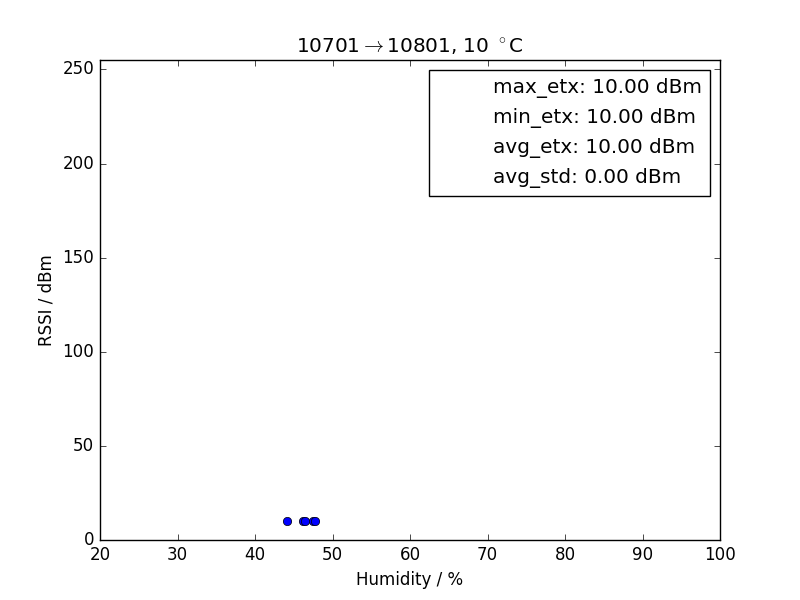 10701→10801, 10 °C
250
200
150
100
50
0
RSSI / dBm
max_etx: 10.00 dBm
min_etx: 10.00 dBm
avg_etx: 10.00 dBm
avg_std: 0.00 dBm
20 30 40 50 60 70 80 90 100
Humidity / %